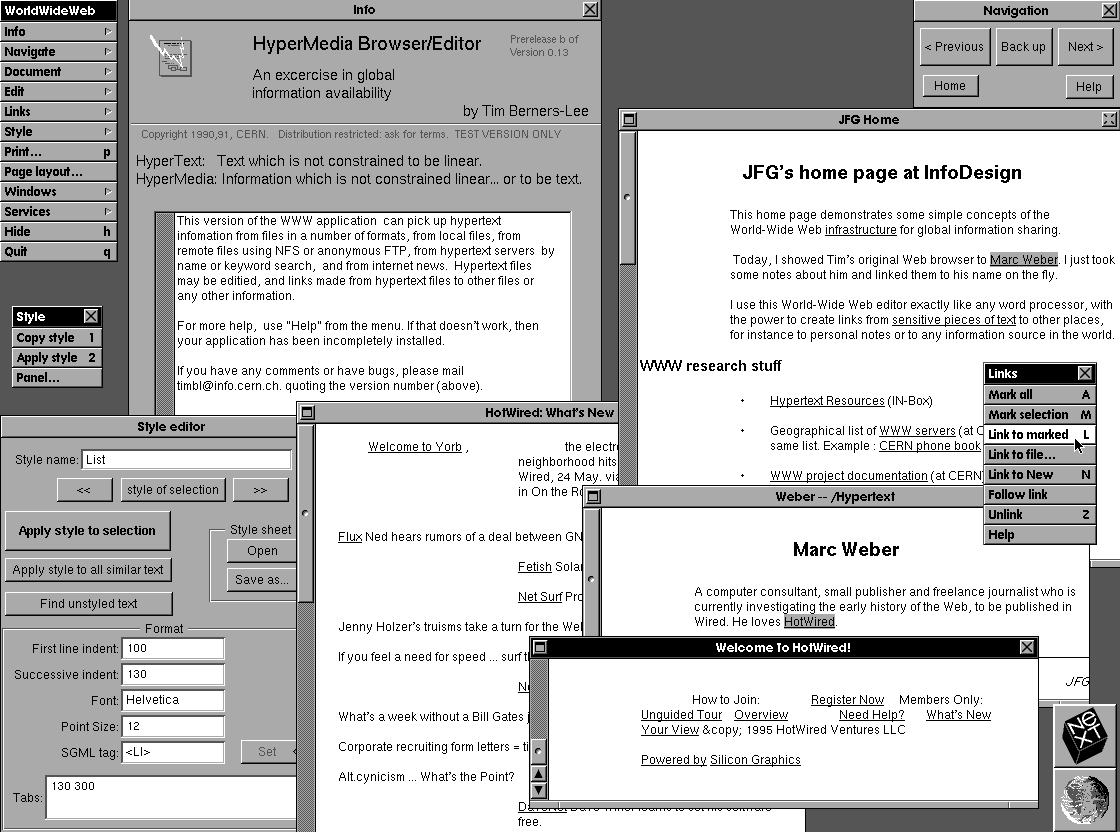 WorldWideWeb
Info
Navigate
Document
Edit
Links
Style
Print... p
Page layout...
Windows
Services
Hide h
Quit q
Style
Copy style 1
Apply style 2
Panel...
Info
HyperMedia Browser/Editor
Prerelease b of
Version 0.13
An excercise in global
information availability
by Tim Berners-Lee
Copyright 1990,91, CERN. Distribution restricted: ask for terms. TEST VERSION ONLY
HyperText: Text which is not constrained to be linear.
HyperMedia: Information which is not constrained linear... or to be text.
This version of the WWW application can pick up hypertext
infomation from files in a number of formats, from local files, from
remote files using NFS or anonymous FTP, from hypertext servers by
name or keyword search, and from internet news. Hypertext files
may be editied, and links made from hypertext files to other files or
any other information.
For more help, use "Help" from the menu. If that doesn't work, then
your application has been incompletely installed.
If you have any comments or have bugs, please mail
timbl@info.cern.ch. quoting the version number (above).
Navigation
< Previous
Back up
Next >
Home
Help
JFG Home
JFG's home page at InfoDesign
This home page demonstrates some simple concepts of the
World-Wide Web infrastructure for global information sharing.
Today, I showed Tim's original Web browser to Marc Weber. I just took
some notes about him and linked them to his name on the fly.
I use this World-Wide Web editor exactly like any word processor, with
the power to create links from sensitive pieces of text to other places,
for instance to personal notes or to any information source in the world.
WWW research stuff
• Hypertext Resources (IN-Box)
• Geographical list of WWW servers (at C
same list. Example : CERN phone book
• WWW project documentation (at CERN
Links
Mark all A
Mark selection M
Link to marked L
Link to file...
Link to New N
Follow link
Unlink Z
Help
Style editor
Style name: List
<<
style of selection
>>
Apply style to selection
Apply style to all similar text
Find unstyled text
Style sheet
Open
Save as...
Format
First line indent: 100
Successive indent: 130
Font: Helvetica
Point Size: 12
SGML tag: <LI>
Set
Tabs: 130 300
HotWired: What's New
Welcome to Yorb , the electro
neighborhood hits
Wired, 24 May. via
in On the Ro
Flux Ned hears rumors of a deal between GN
Fetish Solar
Net Surf Pro
Jenny Holzer's truisms take a turn for the Wel
If you feel a need for speed ... surf th
Ne
What's a week without a Bill Gates j
Corporate recruiting form letters = ti
Alt.cynicism ... What's the Point?
free.
Weber -- /Hypertext
Marc Weber
A computer consultant, small publisher and freelance journalist who is
currently investigating the early history of the Web, to be published in
Wired. He loves HotWired.
JFG
Welcome To HotWired!
How to Join: Register Now Members Only:
Unguided Tour Overview Need Help? What's New
Your View &copy; 1995 HotWired Ventures LLC
Powered by Silicon Graphics
NeXT